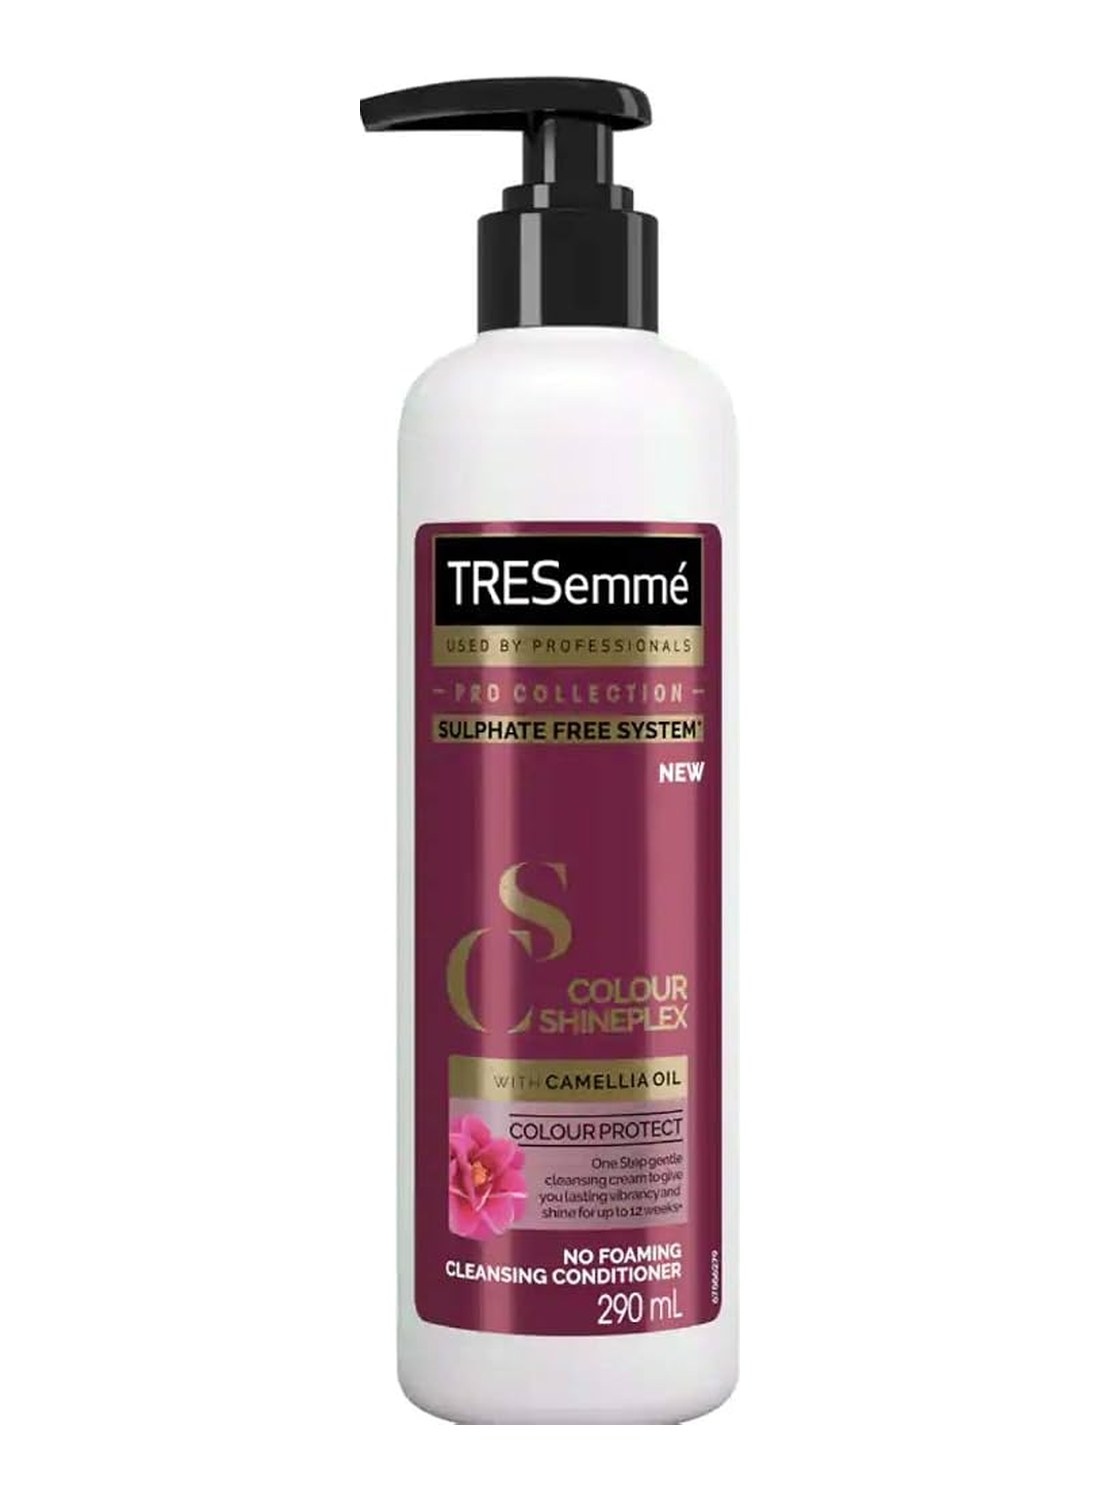 TRESemmé
USED BY PROFESSIONALS
- PRO COLLECTION -
SULPHATE FREE SYSTEM*
NEW
CS
COLOUR
SHINEPLEX
WITH CAMELLIA OIL
COLOUR PROTECT
One Step gentle
cleansing cream to give
you lasting vibrancy and
shine for up to 12 weeks*
NO FOAMING
CLEANSING CONDITIONER
290 mL